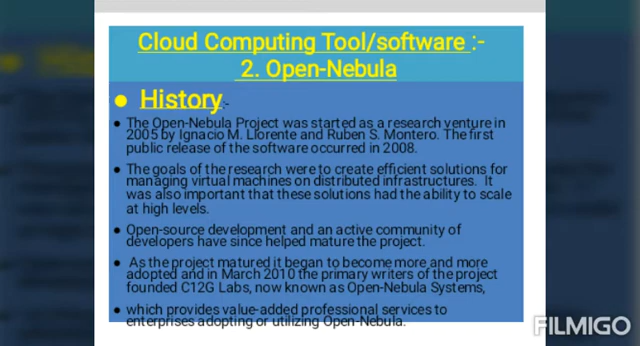 Cloud Computing Tool/software :-
2. Open-Nebula
● History:-
● The Open-Nebula Project was started as a research venture in
2005 by Ignacio M. Llorente and Ruben S. Montero. The first
public release of the software occurred in 2008.
● The goals of the research were to create efficient solutions for
managing virtual machines on distributed infrastructures. It
was also important that these solutions had the ability to scale
at high levels.
● Open-source development and an active community of
developers have since helped mature the project.
● As the project matured it began to become more and more
adopted and in March 2010 the primary writers of the project
founded C12G Labs, now known as Open-Nebula Systems,
● which provides value-added professional services to
enterprises adopting or utilizing Open-Nebula.
FILMIGO